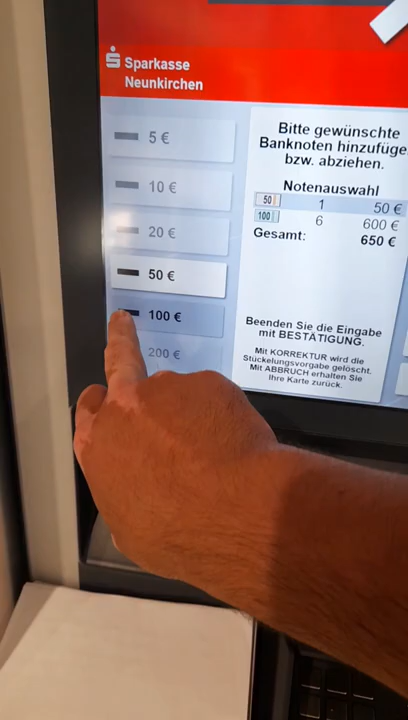 Sparkasse
Neunkirchen
5 €
10 €
20 €
50 €
100 €
200 €
Bitte gewünschte
Banknoten hinzufüge
bzw. abziehen.
Notenauswahl
50 1 50 €
100 6 600 €
Gesamt: 650 €
Beenden Sie die Eingabe
mit BESTÄTIGUNG.
Mit KORREKTUR wird die
Stückelungsvorgabe gelöscht.
Mit ABBRUCH erhalten Sie
Ihre Karte zurück.